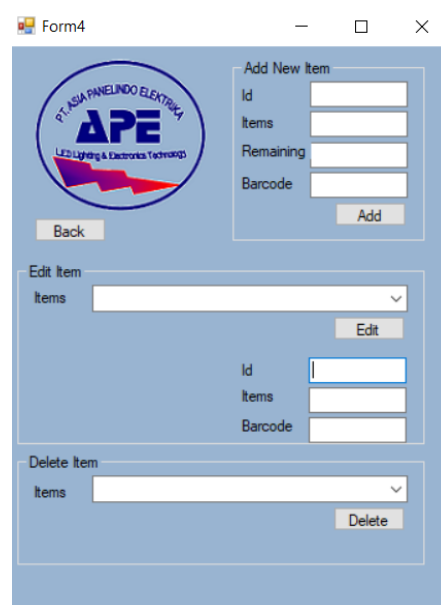 Form4
PT. ASIA PANELINDO ELEKTRIKA
APE
LED Lighting & Electronics Technology
Back
Add New Item
Id
Items
Remaining
Barcode
Add
Edit Item
Items
Edit
Id
Items
Barcode
Delete Item
Items
Delete